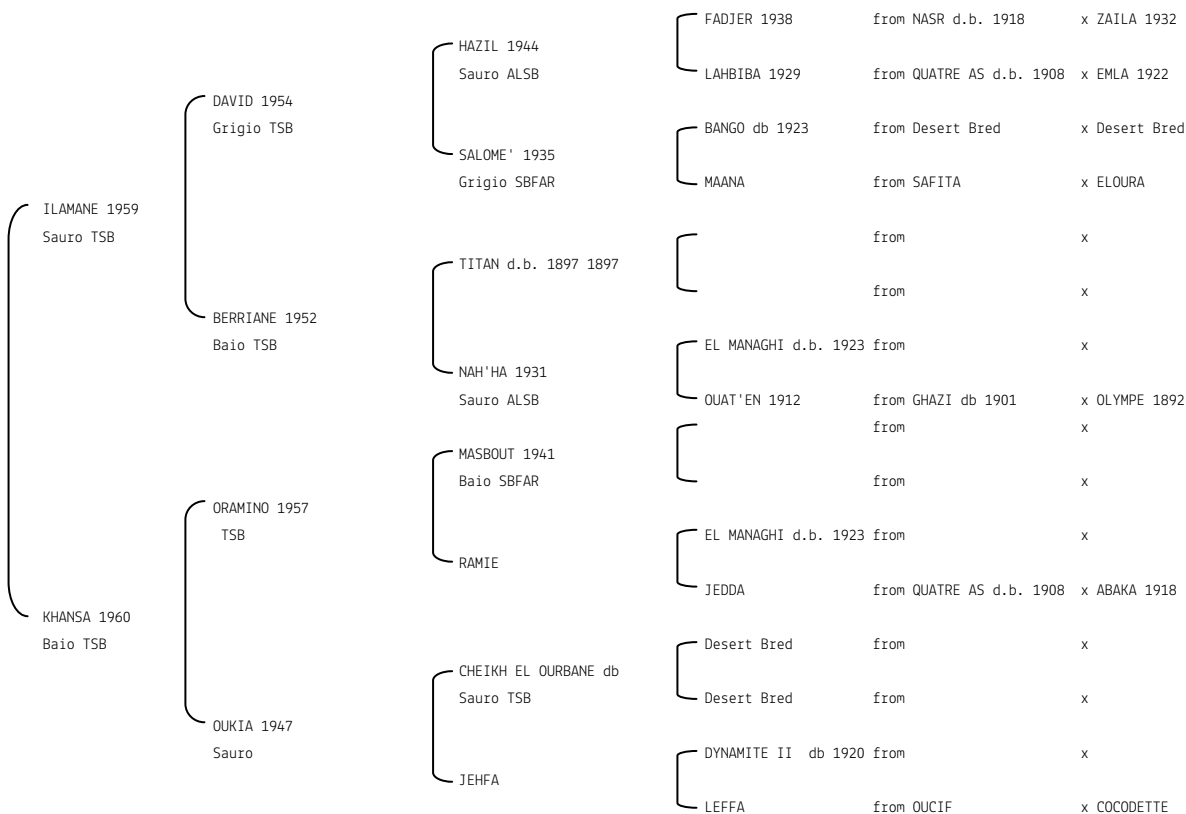 FADJER 1938 from NASR d.b. 1918 x ZAILA 1932
HAZIL 1944
Sauro ALSB
LAHBIBA 1929 from QUATRE AS d.b. 1908 x EMLA 1922
DAVID 1954
Grigio TSB
BANGO db 1923 from Desert Bred x Desert Bred
SALOME' 1935
Grigio SBFAR
MAANA from SAFITA x ELOURA
ILAMANE 1959
Sauro TSB
from x
TITAN d.b. 1897 1897
from x
BERRIANE 1952
Baio TSB
EL MANAGHI d.b. 1923 from x
NAH'HA 1931
Sauro ALSB
OUAT'EN 1912 from GHAZI db 1901 x OLYMPE 1892
from x
MASBOUT 1941
Baio SBFAR
from x
ORAMINO 1957
TSB
EL MANAGHI d.b. 1923 from x
RAMIE
JEDDA from QUATRE AS d.b. 1908 x ABAKA 1918
KHANSA 1960
Baio TSB
Desert Bred from x
CHEIKH EL OURBANE db
Sauro TSB
Desert Bred from x
OUKIA 1947
Sauro
DYNAMITE II db 1920 from x
JEHFA
LEFFA from OUCIF x COCODETTE